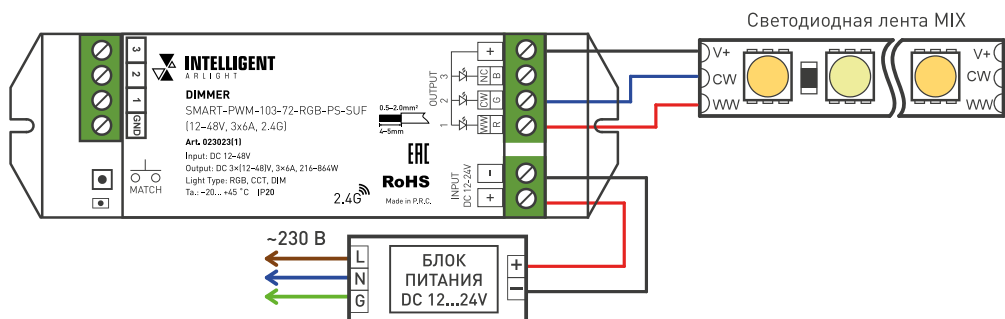 Светодиодная лента MIX
3
2
1
GND
MATCH
INTELLIGENT
ARLIGHT
DIMMER
SMART-PWM-103-72-RGB-PS-SUF
(12-48V, 3x6A, 2.4G)
Art. 023023(1)
Input: DC 12-48V
Output: DC 3×(12-48)V, 3×6A, 216-864W
Light Type: RGB, CCT, DIM
Ta.: -20... +45 °C IP20
2.4G
0.5-2.0mm²
4-5mm
EAC
RoHS
Made in P.R.C.
OUTPUT
+
3 NC B
2 CW G
1 WW R
INPUT
DC 12-24V
-
+
V+
CW
WW
V+
CW
WW
~230 В
L
N
G
БЛОК
ПИТАНИЯ
DC 12...24V
+
−